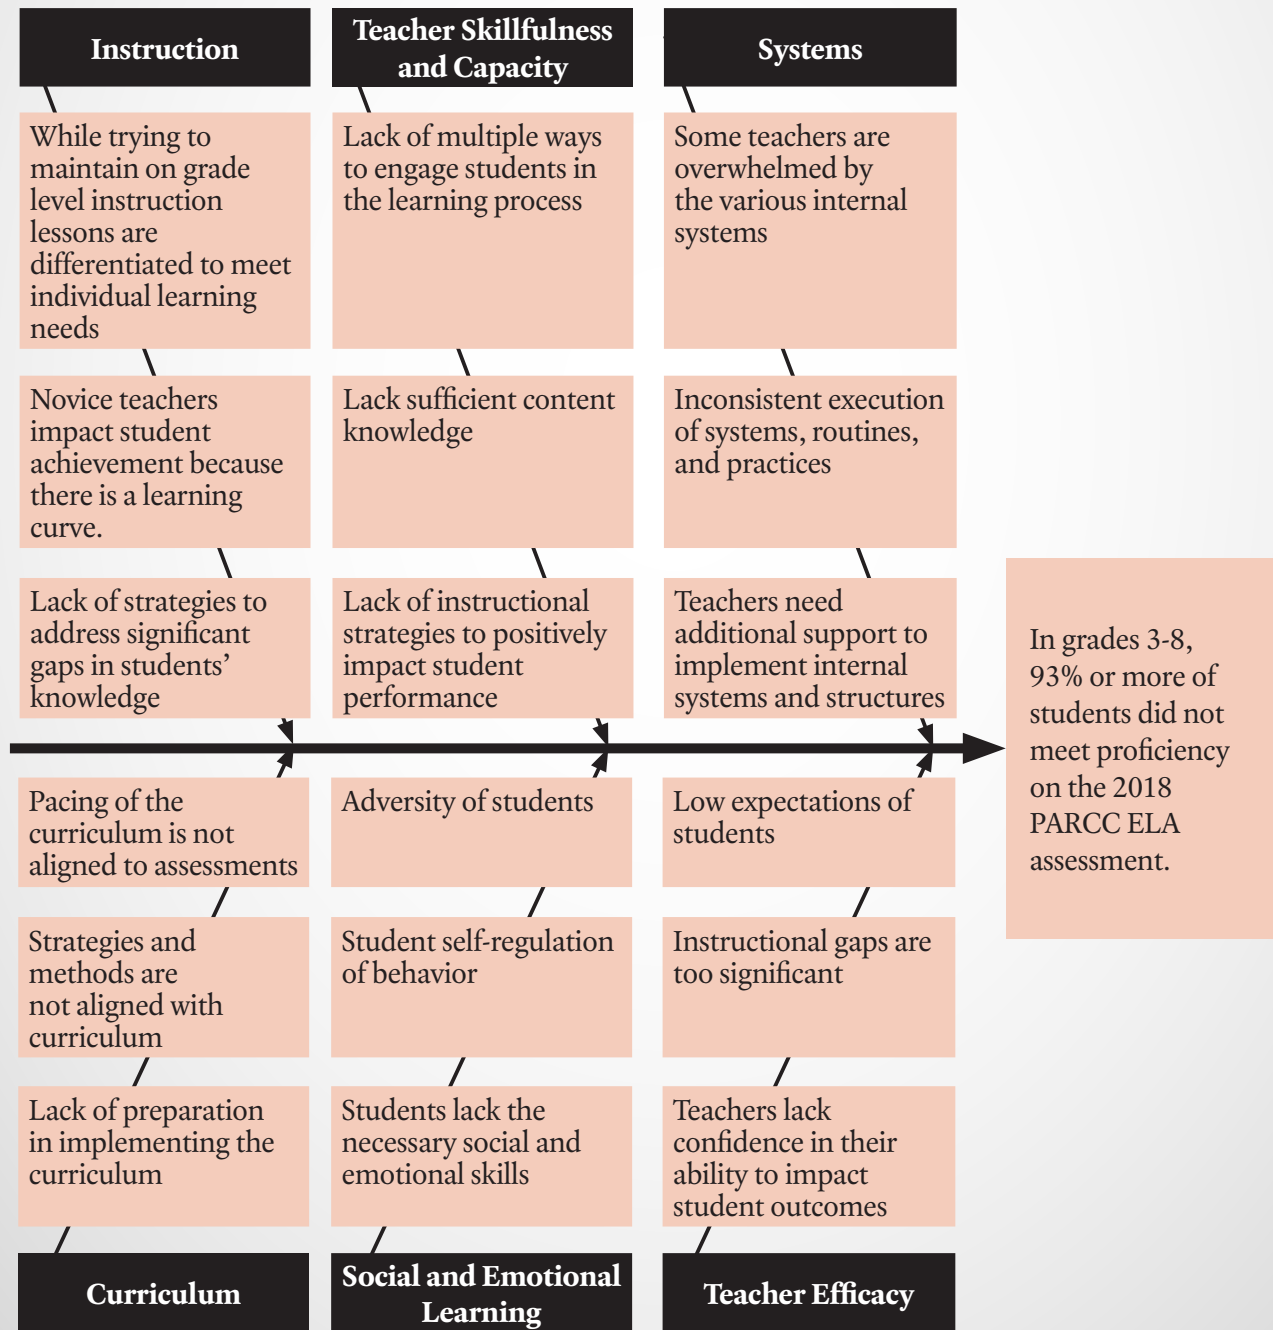 Instruction
While trying to
maintain on grade
level instruction
lessons are
differentiated to meet
individual learning
needs
Novice teachers
impact student
achievement because
there is a learning
curve.
Lack of strategies to
address significant
gaps in students’
knowledge
Teacher Skillfulness
and Capacity
Lack of multiple ways
to engage students in
the learning process
Lack sufficient content
knowledge
Lack of instructional
strategies to positively
impact student
performance
Systems
Some teachers are
overwhelmed by
the various internal
systems
Inconsistent execution
of systems, routines,
and practices
Teachers need
additional support to
implement internal
systems and structures
In grades 3-8,
93% or more of
students did not
meet proficiency
on the 2018
PARCC ELA
assessment.
Pacing of the
curriculum is not
aligned to assessments
Strategies and
methods are
not aligned with
curriculum
Lack of preparation
in implementing the
curriculum
Curriculum
Adversity of students
Student self-regulation
of behavior
Students lack the
necessary social and
emotional skills
Social and Emotional
Learning
Low expectations of
students
Instructional gaps are
too significant
Teachers lack
confidence in their
ability to impact
student outcomes
Teacher Efficacy